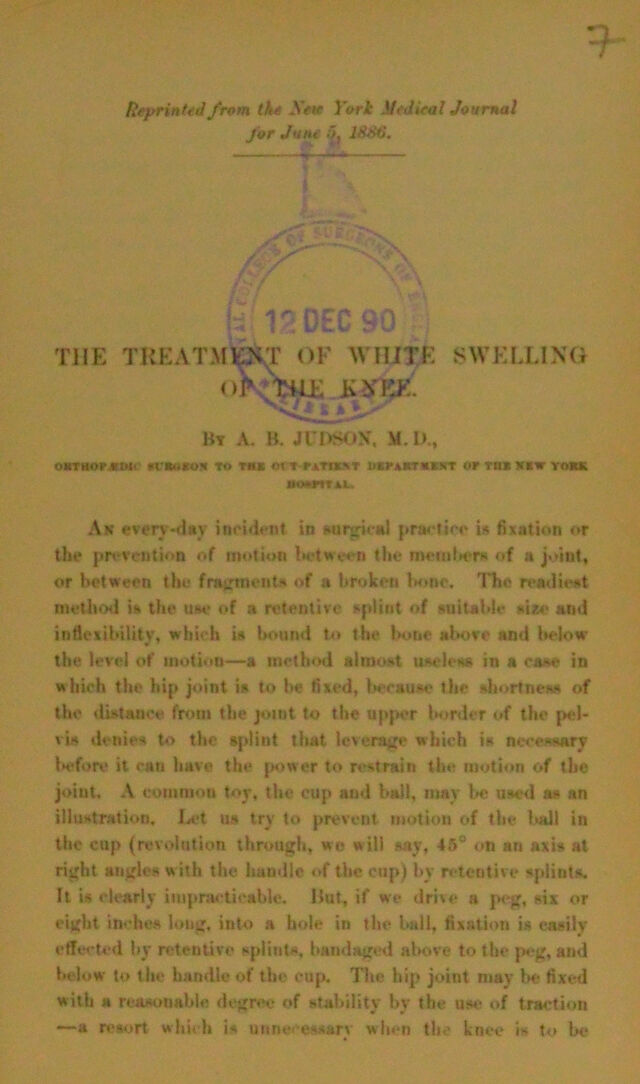 7
Reprinted from the New York Medical Journal
for June 5, 1886.
ROYAL COLLEGE OF SURGEONS OF ENGLAND
12 DEC 90
LIBRARY
THE TREATMENT OF WHITE SWELLING
OF THE KNEE.
BY A. B. JUDSON, M. D.,
ORTHOPÆDIC SURGEON TO THE OUT-PATIENT DEPARTMENT OF THE NEW YORK
HOSPITAL.
AN every-day incident in surgical practice is fixation or
the prevention of motion between the members of a joint,
or between the fragments of a broken bone. The readiest
method is the use of a retentive splint of suitable size and
inflexibility, which is bound to the bone above and below
the level of motion—a method almost useless in a case in
which the hip joint is to be fixed, because the shortness of
the distance from the joint to the upper border of the pel-
vis denies to the splint that leverage which is necessary
before it can have the power to restrain the motion of the
joint. A common toy, the cup and ball, may be used as an
illustration. Let us try to prevent motion of the ball in
the cup (revolution through, we will say, 45° on an axis at
right angles with the handle of the cup) by retentive splints.
It is clearly impracticable. But, if we drive a peg, six or
eight inches long, into a hole in the ball, fixation is easily
effected by retentive splints, bandaged above to the peg, and
below to the handle of the cup. The hip joint may be fixed
with a reasonable degree of stability by the use of traction
—a resort which is unnecessary when the knee is to be